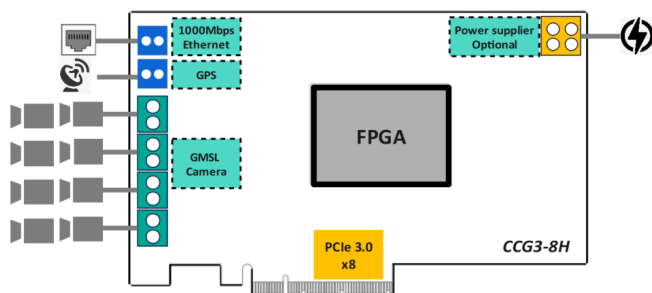 1000Mbps
Ethernet
GPS
GMSL
Camera
Power supplier
Optional
FPGA
PCIe 3.0
x8
CCG3-8H